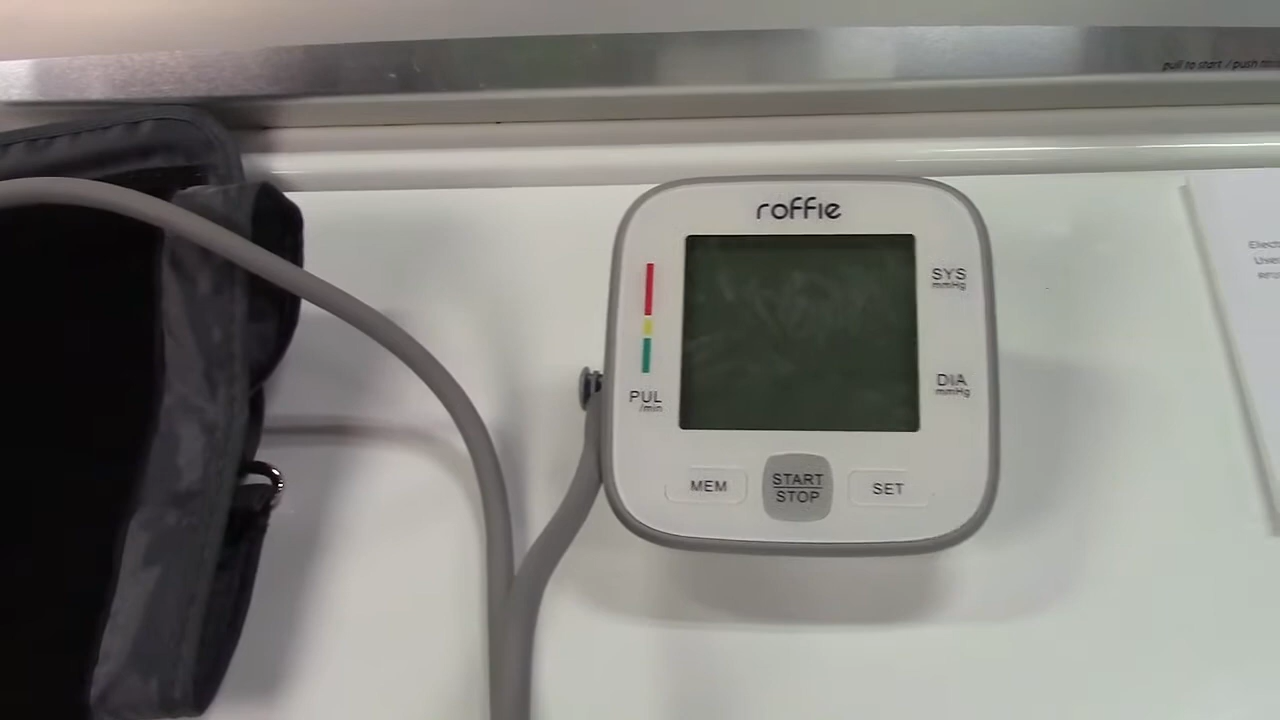 pull to start / push
roffie
SYS
mmHg
DIA
mmHg
PUL
/min
MEM
START
STOP
SET